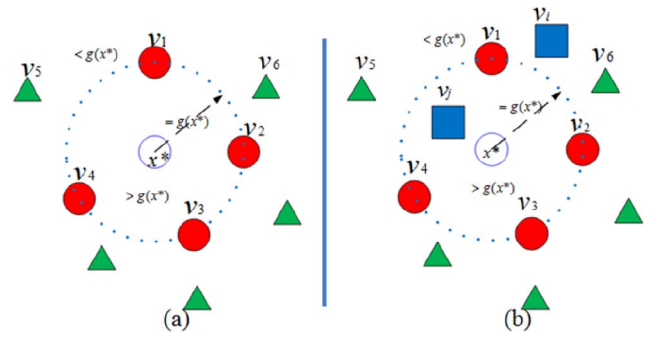 v1
v5
< g(x*)
v6
= g(x*)
v2
x*
v4
> g(x*)
v3
(a)
vi
v1
< g(x*)
v5
v6
vj
= g(x*)
v2
x*
v4
> g(x*)
v3
(b)